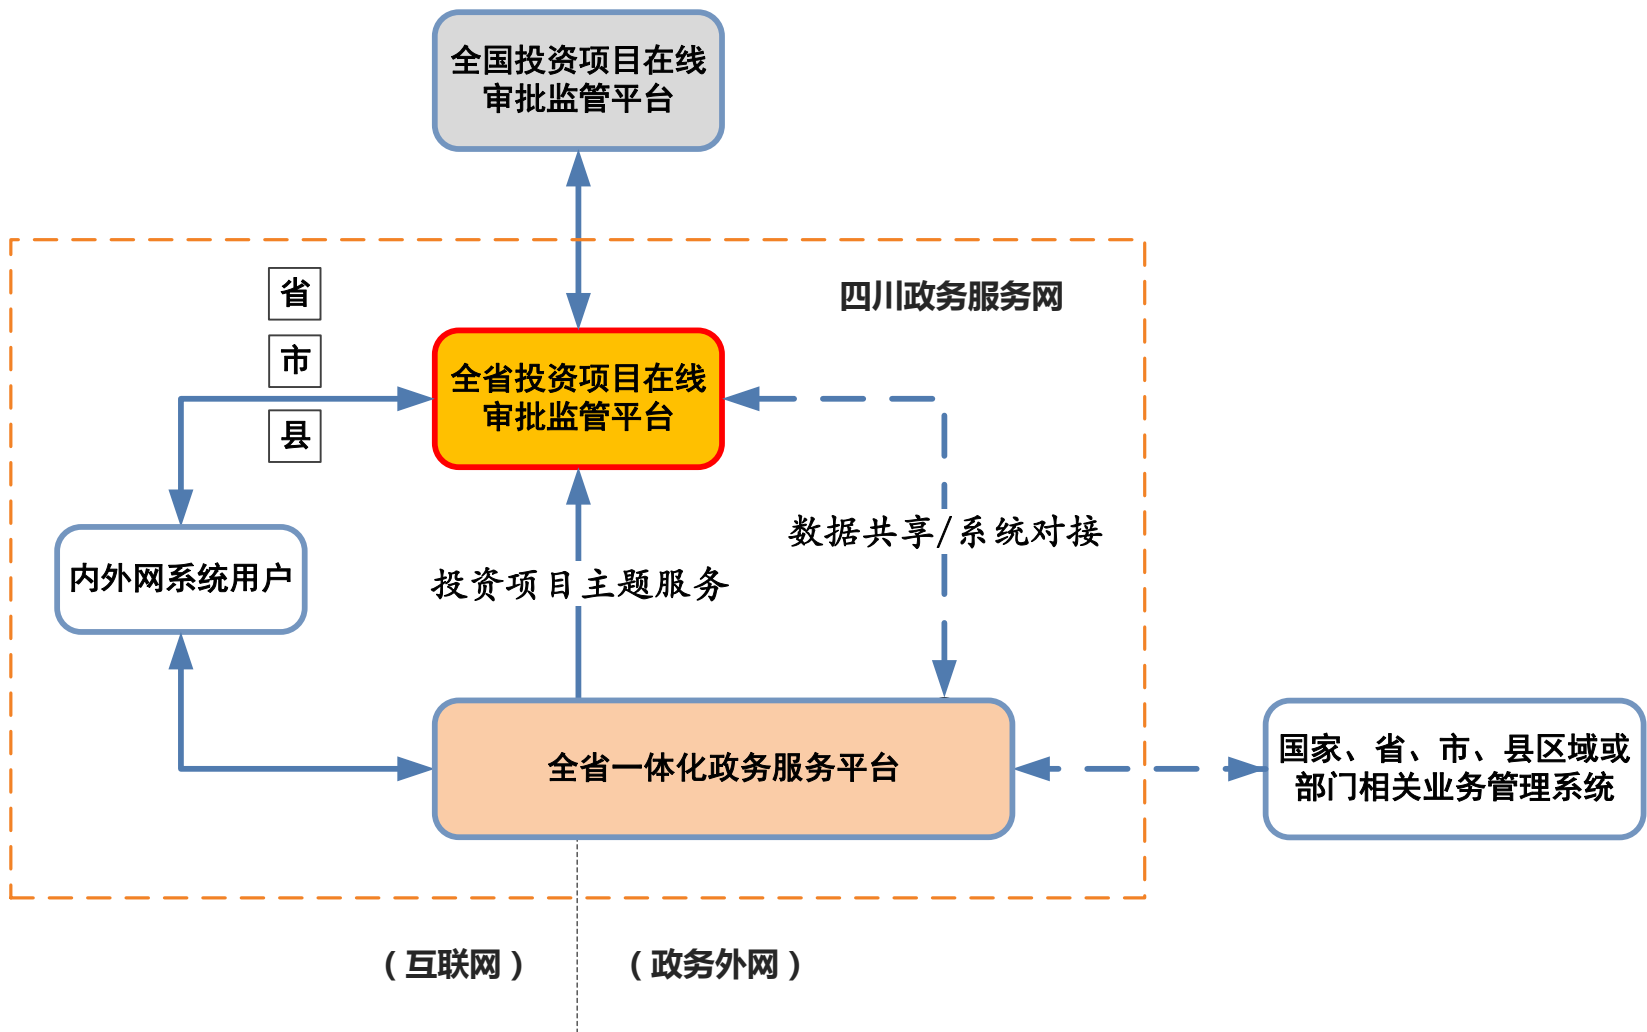 全国投资项目在线
审批监管平台
四川政务服务网
省
市
县
全省投资项目在线
审批监管平台
数据共享/系统对接
内外网系统用户
投资项目主题服务
全省一体化政务服务平台
国家、省、市、县区域或
部门相关业务管理系统
（互联网）
（政务外网）